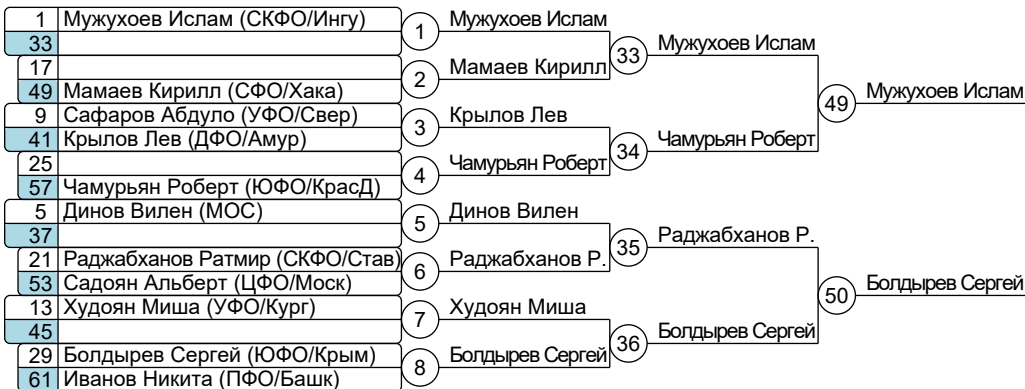 1 Мужухоев Ислам (СКФО/Ингу)
33
17
49 Мамаев Кирилл (СФО/Хака)
9 Сафаров Абдуло (УФО/Свер)
41 Крылов Лев (ДФО/Амур)
25
57 Чамурьян Роберт (ЮФО/КрасД)
5 Динов Вилен (МОС)
37
21 Раджабханов Ратмир (СКФО/Став)
53 Садоян Альберт (ЦФО/Моск)
13 Худоян Миша (УФО/Кург)
45
29 Болдырев Сергей (ЮФО/Крым)
61 Иванов Никита (ПФО/Башк)
1 Мужухоев Ислам
2 Мамаев Кирилл
3 Крылов Лев
4 Чамурьян Роберт
5 Динов Вилен
6 Раджабханов Р.
7 Худоян Миша
8 Болдырев Сергей
33 Мужухоев Ислам
34 Чамурьян Роберт
35 Раджабханов Р.
36 Болдырев Сергей
49 Мужухоев Ислам
50 Болдырев Сергей